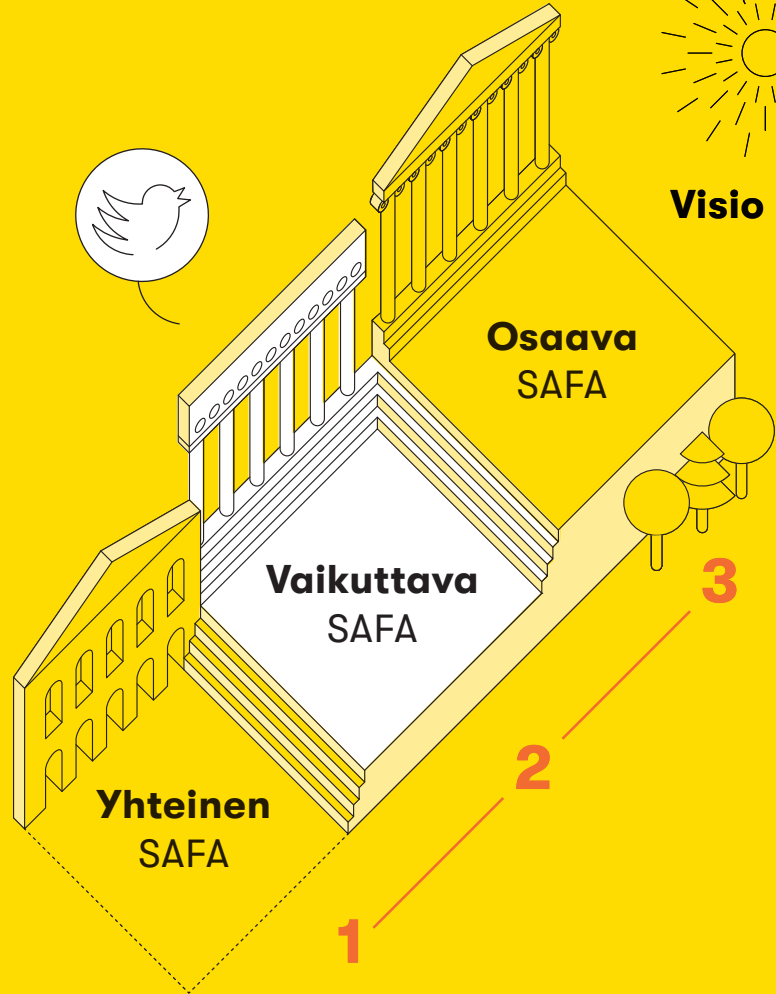 Visio
Osaava
SAFA
Vaikuttava
SAFA
3
2
Yhteinen
SAFA
1